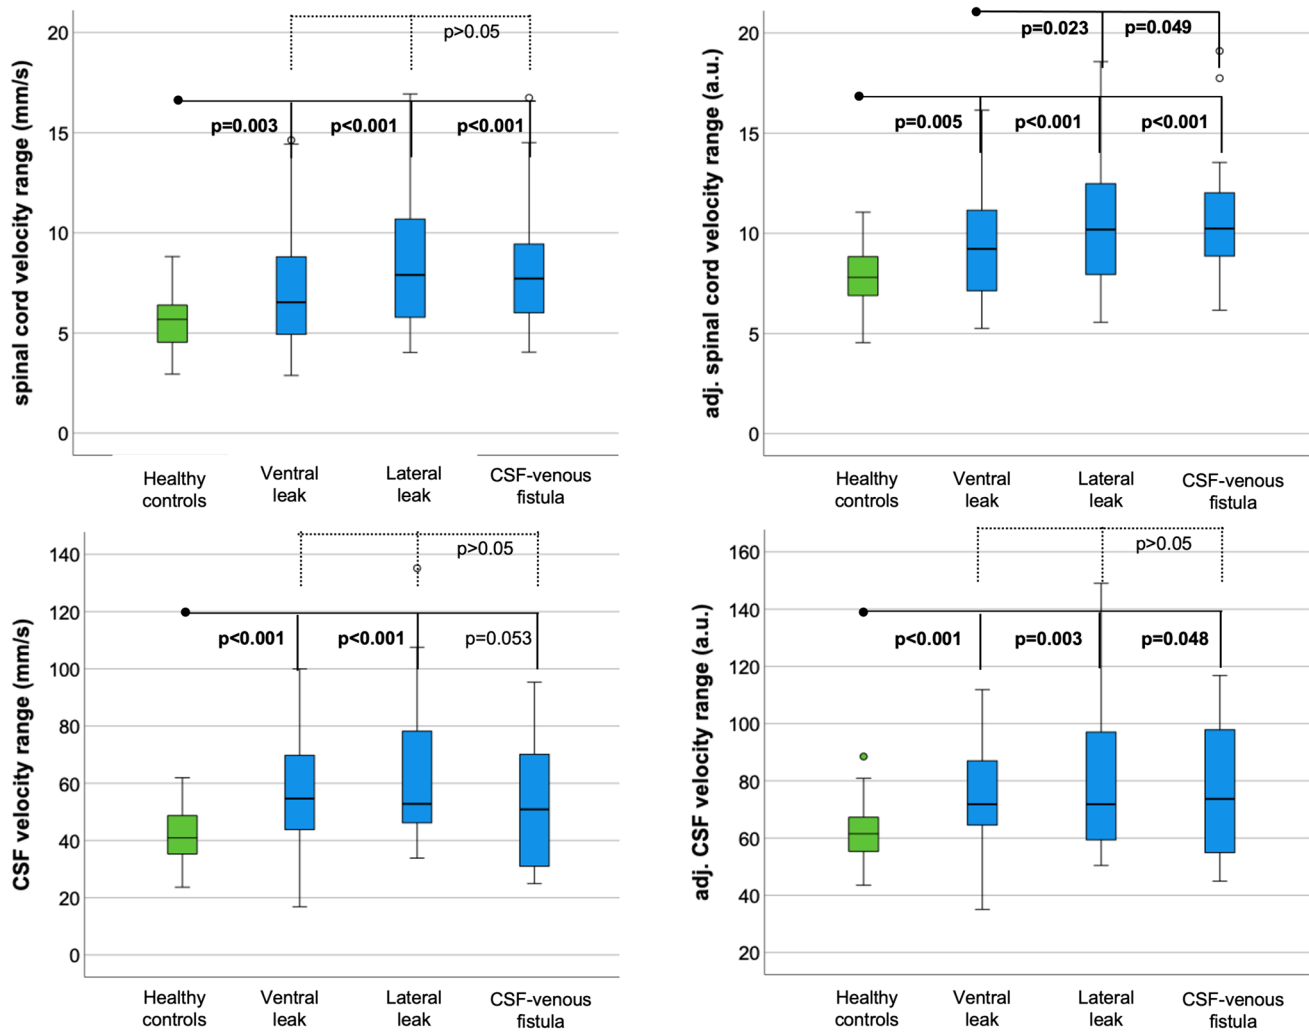 spinal cord velocity range (mm/s)
20
15
10
5
0
p>0.05
p=0.003
p<0.001
p<0.001
Healthy
controls
Ventral
leak
Lateral
leak
CSF-venous
fistula
adj. spinal cord velocity range (a.u.)
20
15
10
5
0
p=0.023
p=0.049
p=0.005
p<0.001
p<0.001
Healthy
controls
Ventral
leak
Lateral
leak
CSF-venous
fistula
CSF velocity range (mm/s)
140
120
100
80
60
40
20
0
p>0.05
p<0.001
p<0.001
p=0.053
Healthy
controls
Ventral
leak
Lateral
leak
CSF-venous
fistula
adj. CSF velocity range (a.u.)
160
140
120
100
80
60
40
20
p>0.05
p<0.001
p=0.003
p=0.048
Healthy
controls
Ventral
leak
Lateral
leak
CSF-venous
fistula